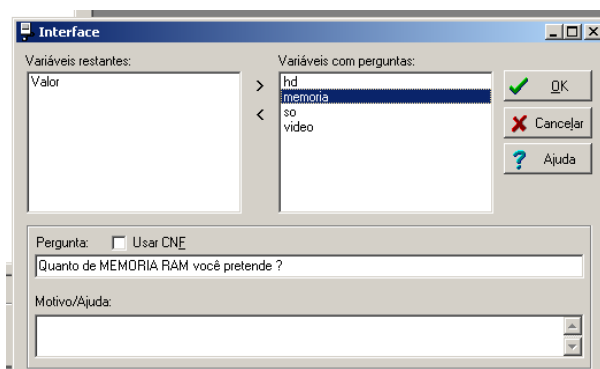 Interface
Variáveis restantes:
Valor
>
<
Variáveis com perguntas:
hd
memoria
so
video
OK
Cancelar
? Ajuda
Pergunta: Usar CNF
Quanto de MEMORIA RAM você pretende ?
Motivo/Ajuda: